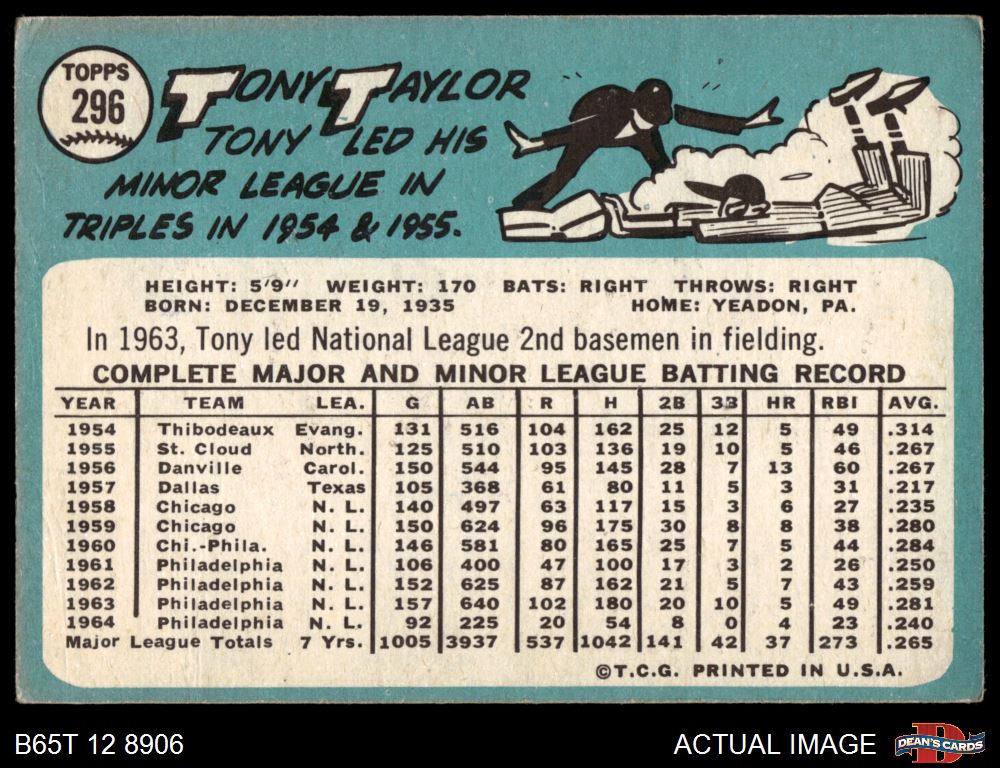 TOPPS
296
TONY TAYLOR
TONY LED HIS
MINOR LEAGUE IN
TRIPLES IN 1954 & 1955.
HEIGHT: 5'9" WEIGHT: 170 BATS: RIGHT THROWS: RIGHT
BORN: DECEMBER 19, 1935 HOME: YEADON, PA.
In 1963, Tony led National League 2nd basemen in fielding.
COMPLETE MAJOR AND MINOR LEAGUE BATTING RECORD
YEAR TEAM LEA. G AB R H 2B 3B HR RBI AVG.
1954 Thibodeaux Evang. 131 516 104 162 25 12 5 49 .314
1955 St. Cloud North. 125 510 103 136 19 10 5 46 .267
1956 Danville Carol. 150 544 95 145 28 7 13 60 .267
1957 Dallas Texas 105 368 61 80 11 5 3 31 .217
1958 Chicago N. L. 140 497 63 117 15 3 6 27 .235
1959 Chicago N. L. 150 624 96 175 30 8 8 38 .280
1960 Chi.-Phila. N. L. 146 581 80 165 25 7 5 44 .284
1961 Philadelphia N. L. 106 400 47 100 17 3 2 26 .250
1962 Philadelphia N. L. 152 625 87 162 21 5 7 43 .259
1963 Philadelphia N. L. 157 640 102 180 20 10 5 49 .281
1964 Philadelphia N. L. 92 225 20 54 8 0 4 23 .240
Major League Totals 7 Yrs. 1005 3937 537 1042 141 42 37 273 .265
©T.C.G. PRINTED IN U.S.A.
B65T 12 8906 ACTUAL IMAGE
D
DEAN'S CARDS